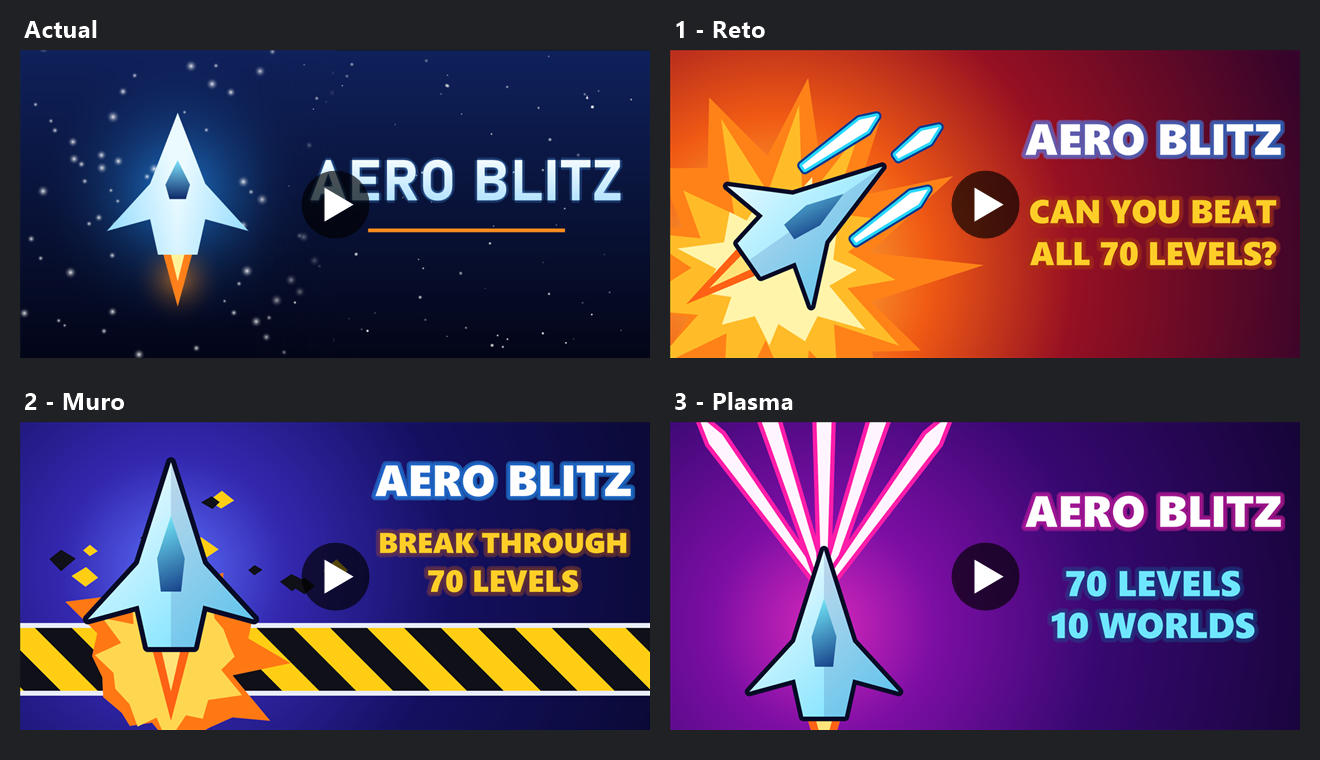 Actual
AERO BLITZ
1 - Reto
AERO BLITZ
CAN YOU BEAT
ALL 70 LEVELS?
2 - Muro
AERO BLITZ
BREAK THROUGH
70 LEVELS
3 - Plasma
AERO BLITZ
70 LEVELS
10 WORLDS